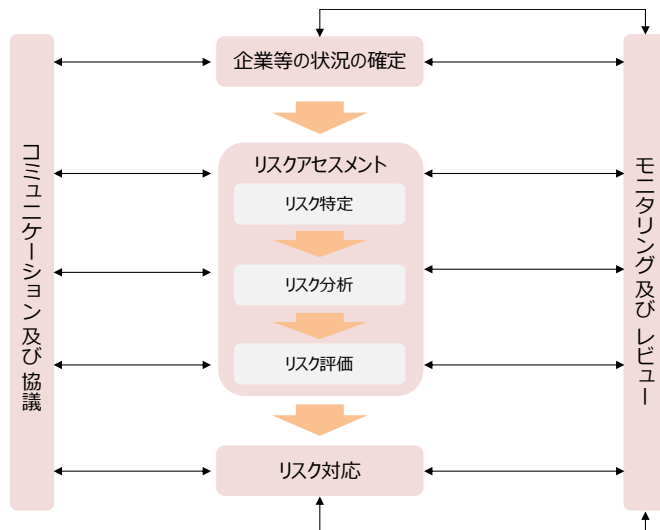 企業等の状況の確定
コミュニケーション及び協議
リスクアセスメント
リスク特定
リスク分析
リスク評価
リスク対応
モニタリング及びレビュー